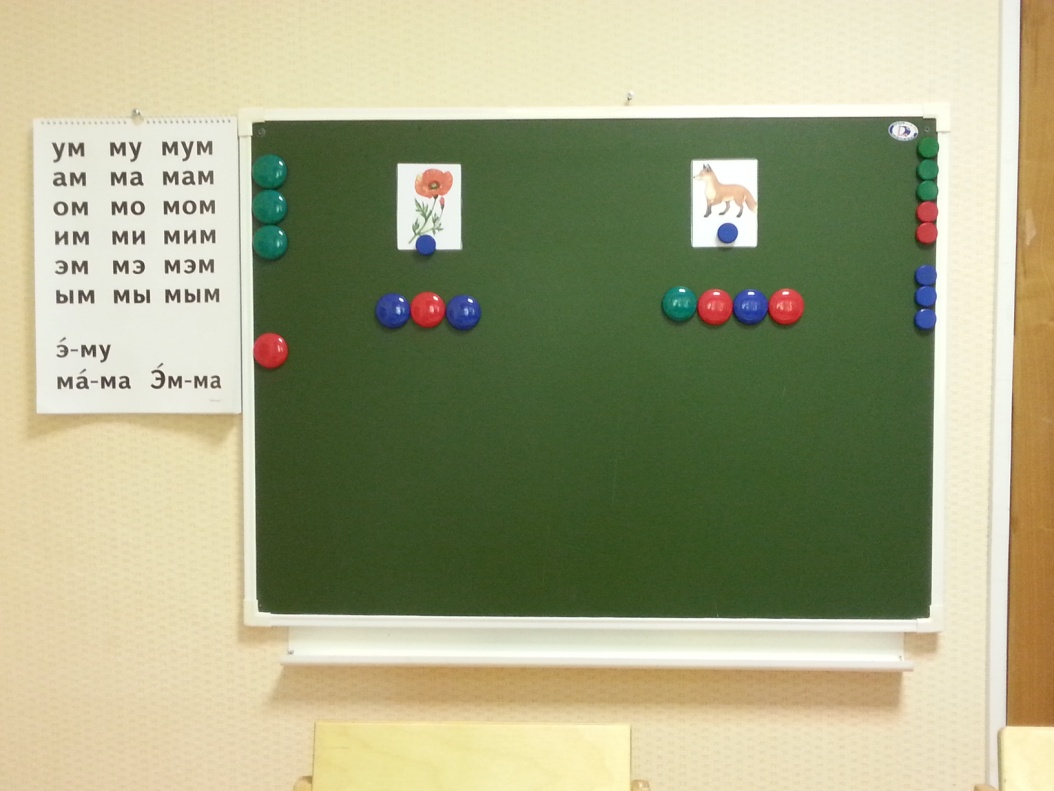 ум му мум
ам ма мам
ом мо мом
им ми мим
эм мэ мэм
ым мы мым
э́-му
ма́-ма Э́м-ма